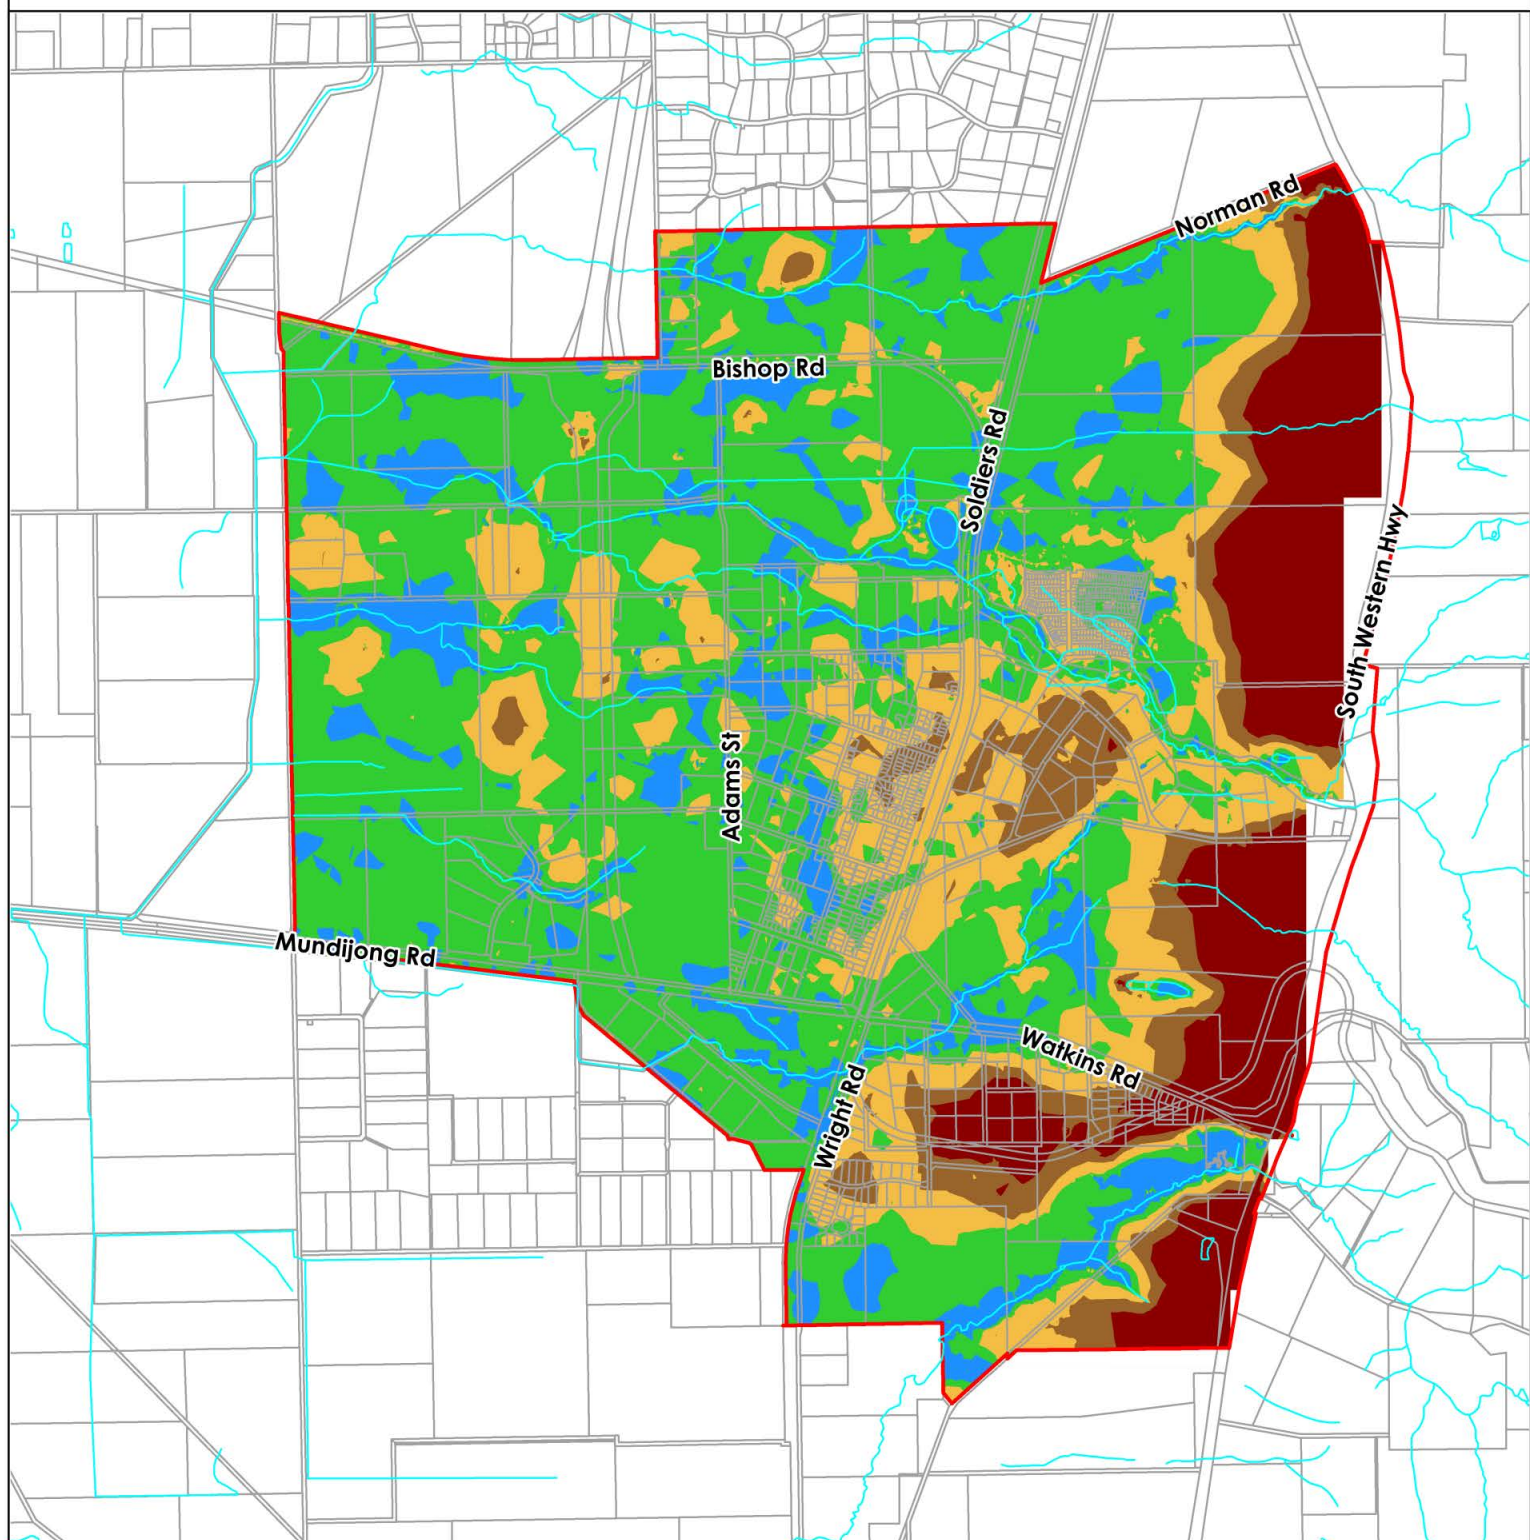 Norman Rd
Bishop Rd
Soldiers Rd
South Western Hwy
Adams St
Mundijong Rd
Watkins Rd
Wright Rd